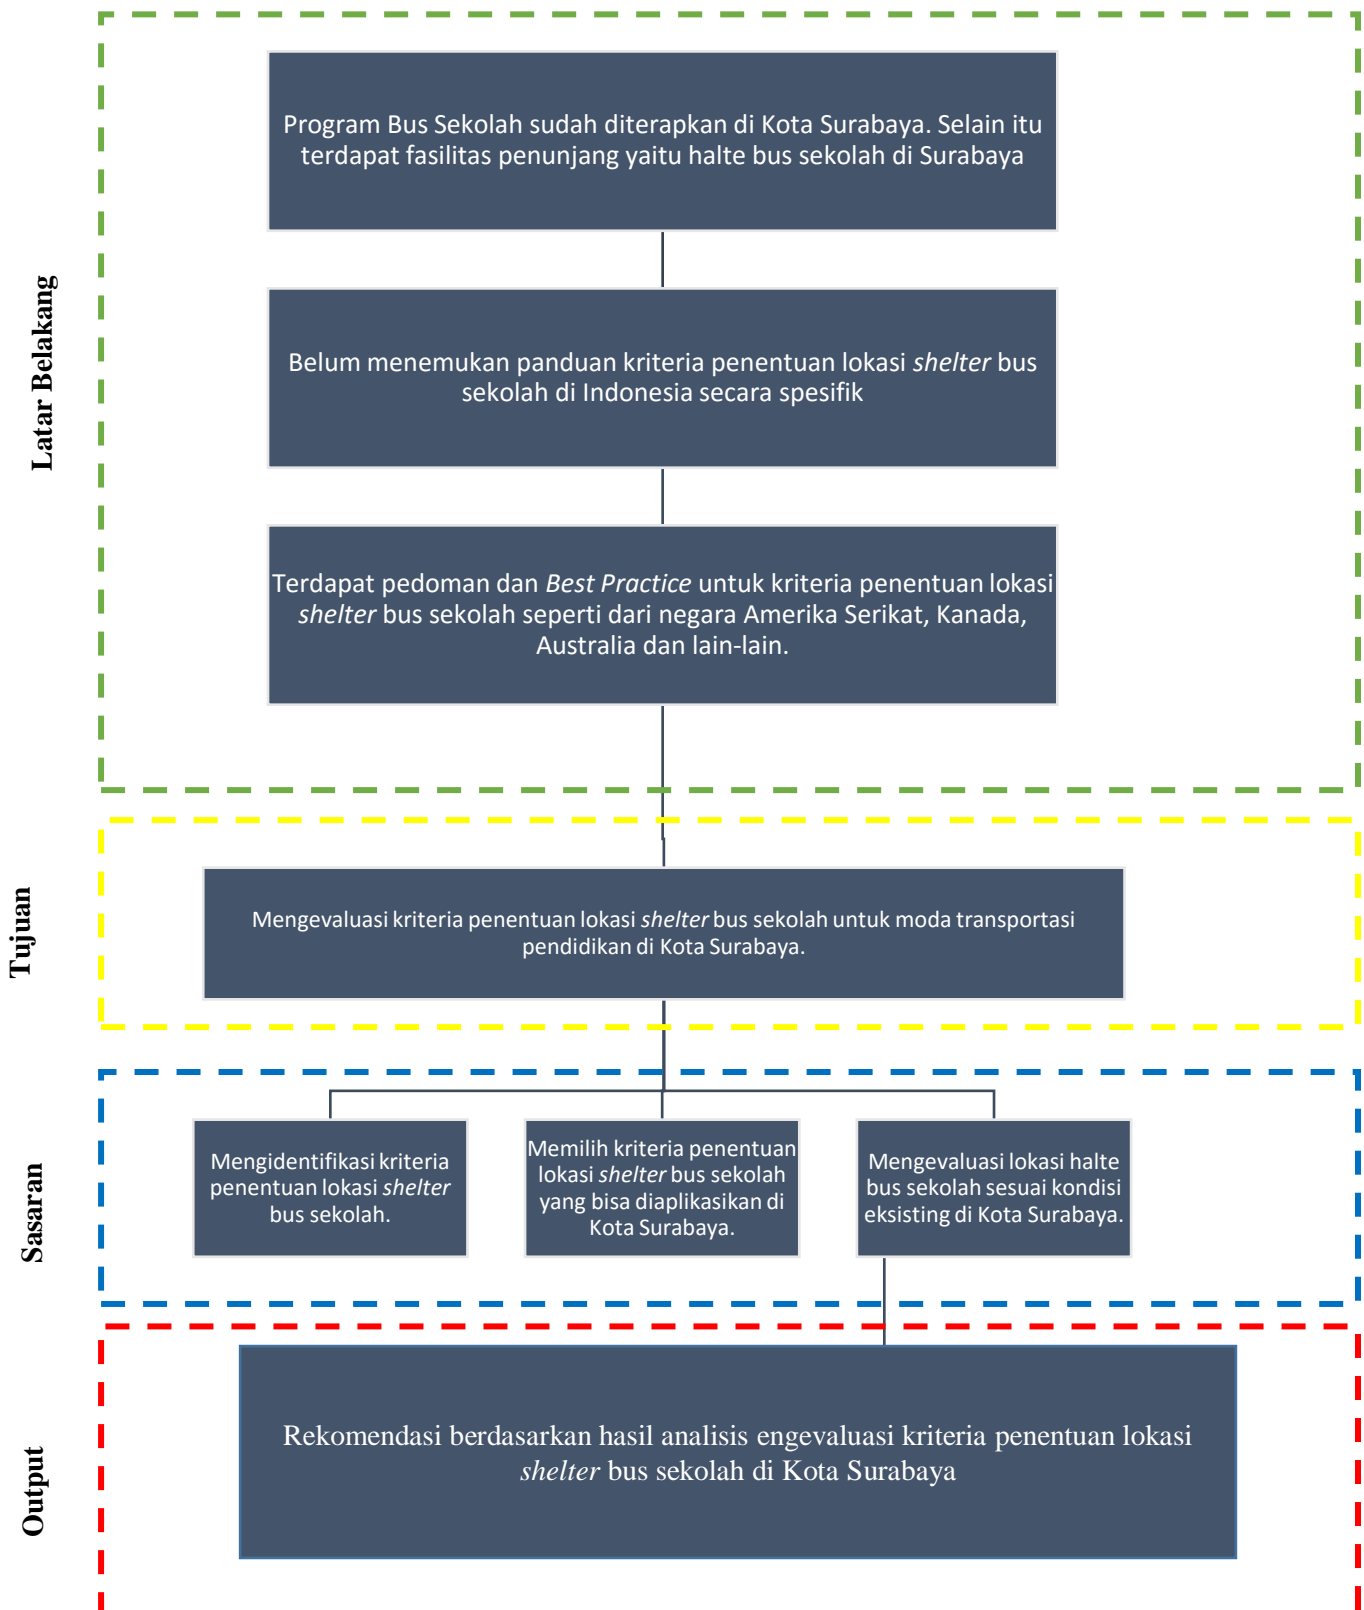 Latar Belakang
Program Bus Sekolah sudah diterapkan di Kota Surabaya. Selain itu
terdapat fasilitas penunjang yaitu halte bus sekolah di Surabaya
Belum menemukan panduan kriteria penentuan lokasi shelter bus
sekolah di Indonesia secara spesifik
Terdapat pedoman dan Best Practice untuk kriteria penentuan lokasi
shelter bus sekolah seperti dari negara Amerika Serikat, Kanada,
Australia dan lain-lain.
Tujuan
Mengevaluasi kriteria penentuan lokasi shelter bus sekolah untuk moda transportasi
pendidikan di Kota Surabaya.
Sasaran
Mengidentifikasi kriteria
penentuan lokasi shelter
bus sekolah.
Memilih kriteria penentuan
lokasi shelter bus sekolah
yang bisa diaplikasikan di
Kota Surabaya.
Mengevaluasi lokasi halte
bus sekolah sesuai kondisi
eksisting di Kota Surabaya.
Output
Rekomendasi berdasarkan hasil analisis engevaluasi kriteria penentuan lokasi
shelter bus sekolah di Kota Surabaya